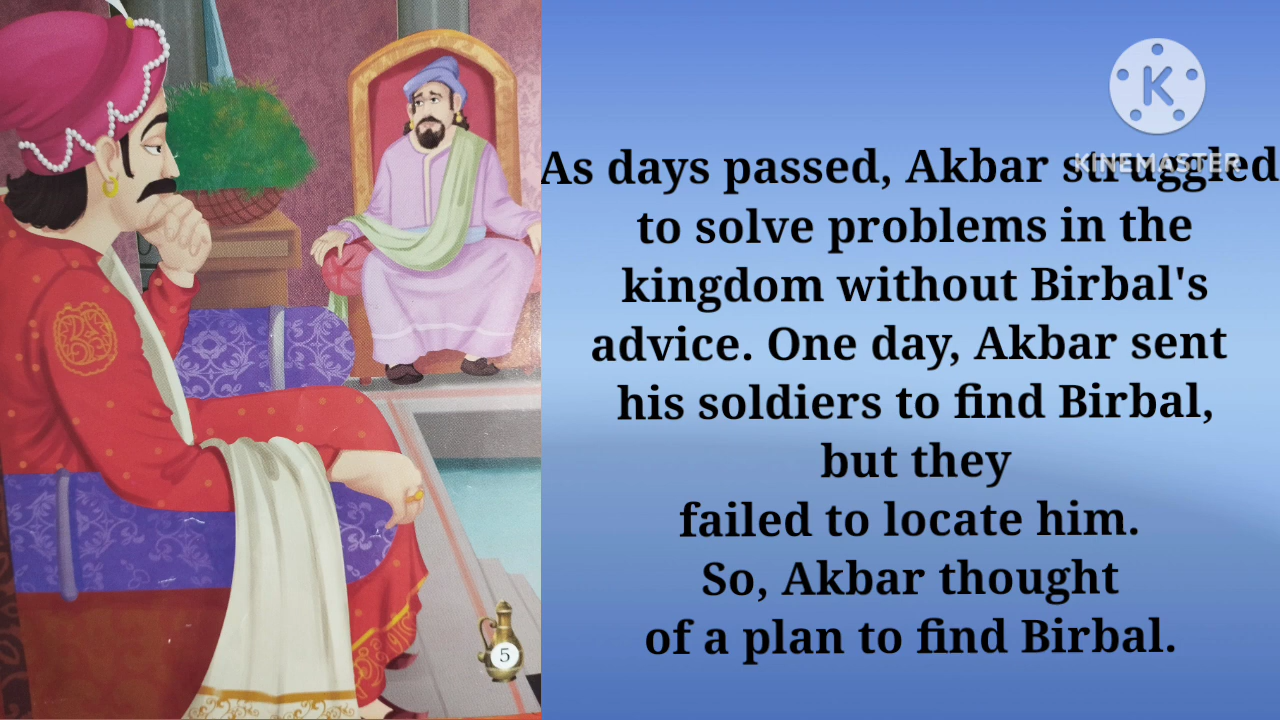 K
KINEMASTER
As days passed, Akbar struggled
to solve problems in the
kingdom without Birbal's
advice. One day, Akbar sent
his soldiers to find Birbal,
but they
failed to locate him.
So, Akbar thought
of a plan to find Birbal.
5